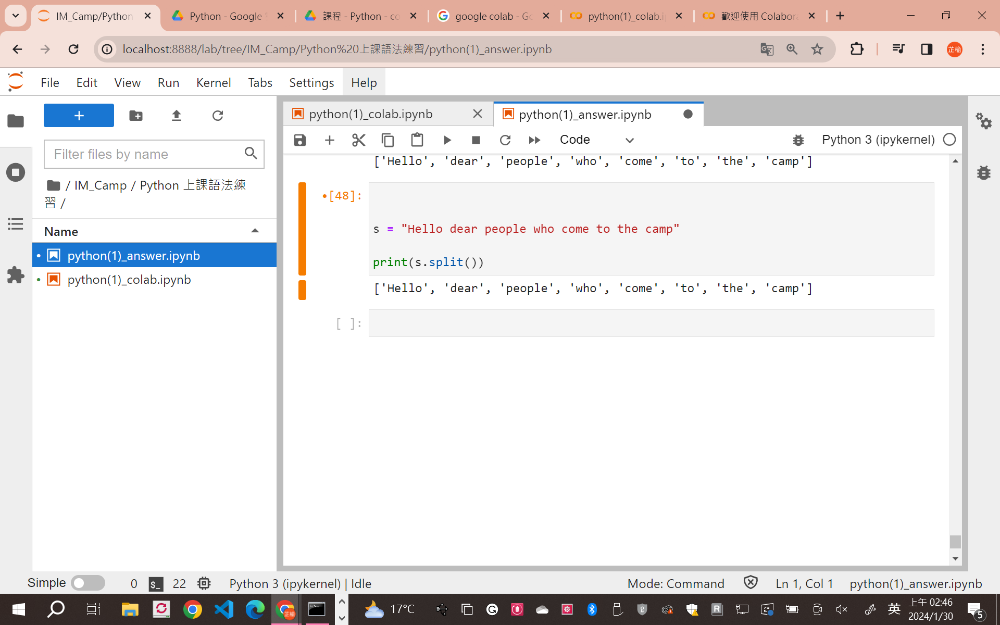 IM_Camp/Python
Python - Google
課程 - Python - co
google colab - Go
python(1)_colab.i
歡迎使用 Colabora
localhost:8888/lab/tree/IM_Camp/Python%20上課語法練習/python(1)_answer.ipynb
芷榆
File Edit View Run Kernel Tabs Settings Help
python(1)_colab.ipynb
python(1)_answer.ipynb
Code
Python 3 (ipykernel)
Filter files by name
/ IM_Camp / Python 上課語法練
習 /
Name
python(1)_answer.ipynb
python(1)_colab.ipynb
['Hello', 'dear', 'people', 'who', 'come', 'to', 'the', 'camp']
•[48]:
s = "Hello dear people who come to the camp"
print(s.split())
['Hello', 'dear', 'people', 'who', 'come', 'to', 'the', 'camp']
[ ]:
Simple 0 $_ 22 Python 3 (ipykernel) | Idle
Mode: Command Ln 1, Col 1 python(1)_answer.ipynb
17°C
英
上午 02:46
2024/1/30
5